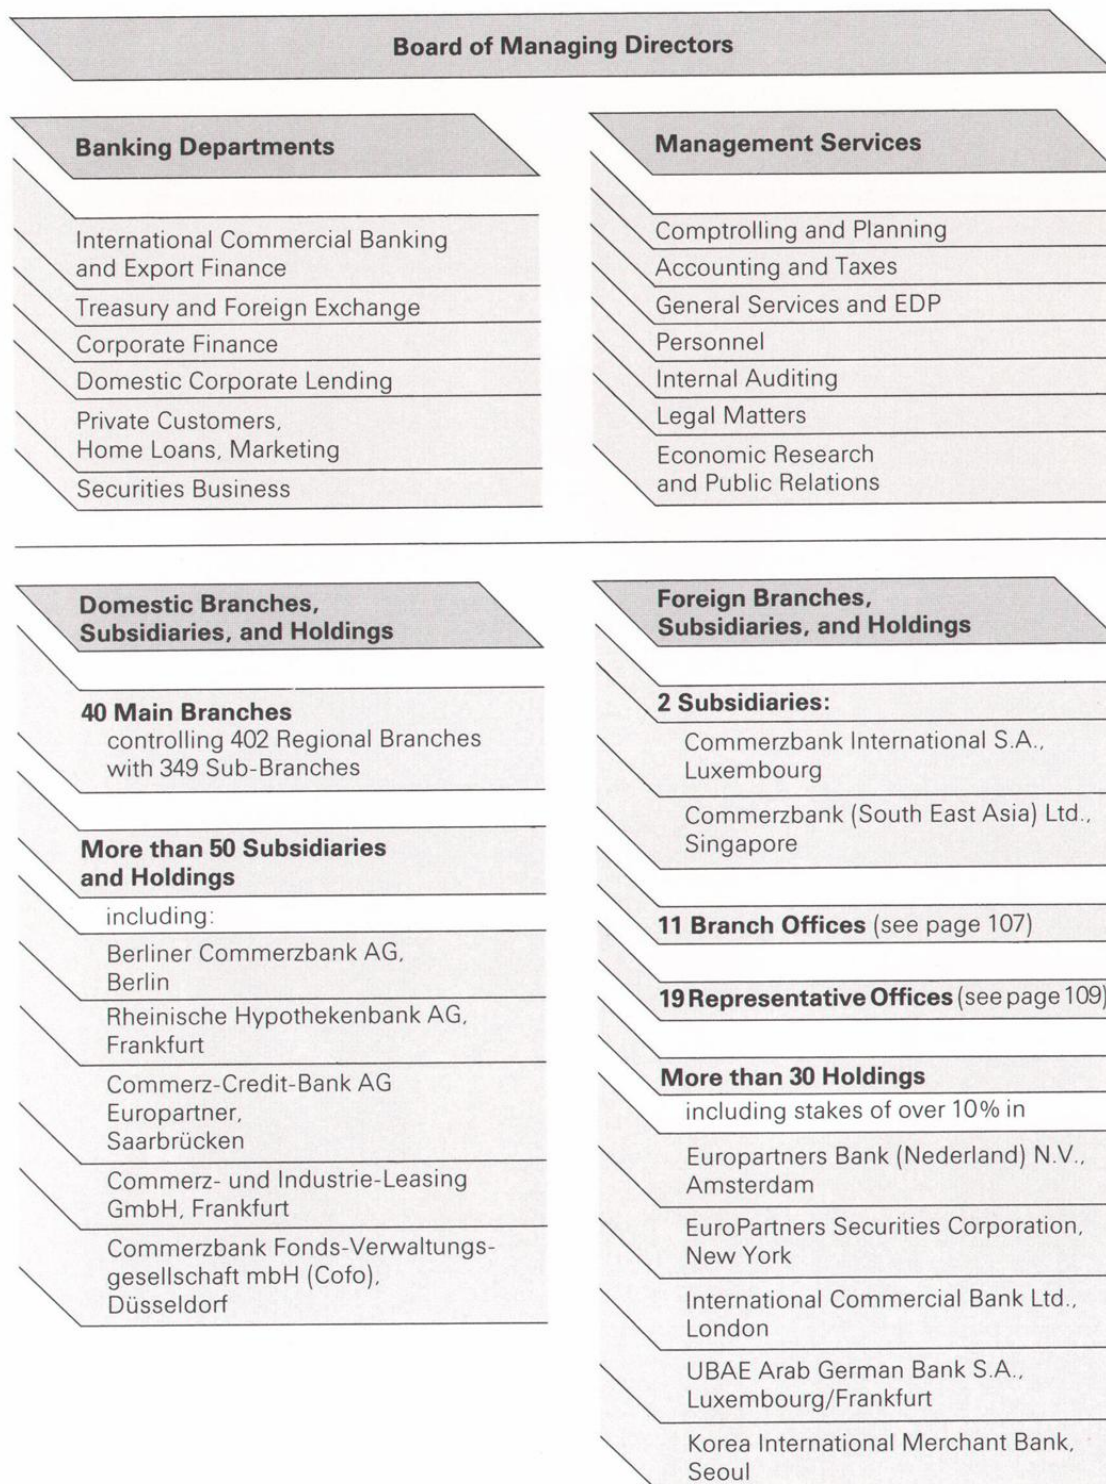 Board of Managing Directors
Banking Departments
International Commercial Banking
and Export Finance
Treasury and Foreign Exchange
Corporate Finance
Domestic Corporate Lending
Private Customers,
Home Loans, Marketing
Securities Business
Management Services
Comptrolling and Planning
Accounting and Taxes
General Services and EDP
Personnel
Internal Auditing
Legal Matters
Economic Research
and Public Relations
Domestic Branches,
Subsidiaries, and Holdings
40 Main Branches
controlling 402 Regional Branches
with 349 Sub-Branches
More than 50 Subsidiaries
and Holdings
including:
Berliner Commerzbank AG,
Berlin
Rheinische Hypothekenbank AG,
Frankfurt
Commerz-Credit-Bank AG
Europartner,
Saarbrücken
Commerz- und Industrie-Leasing
GmbH, Frankfurt
Commerzbank Fonds-Verwaltungs-
gesellschaft mbH (Cofo),
Düsseldorf
Foreign Branches,
Subsidiaries, and Holdings
2 Subsidiaries:
Commerzbank International S.A.,
Luxembourg
Commerzbank (South East Asia) Ltd.,
Singapore
11 Branch Offices (see page 107)
19 Representative Offices (see page 109)
More than 30 Holdings
including stakes of over 10% in
Europartners Bank (Nederland) N.V.,
Amsterdam
EuroPartners Securities Corporation,
New York
International Commercial Bank Ltd.,
London
UBAE Arab German Bank S.A.,
Luxembourg/Frankfurt
Korea International Merchant Bank,
Seoul